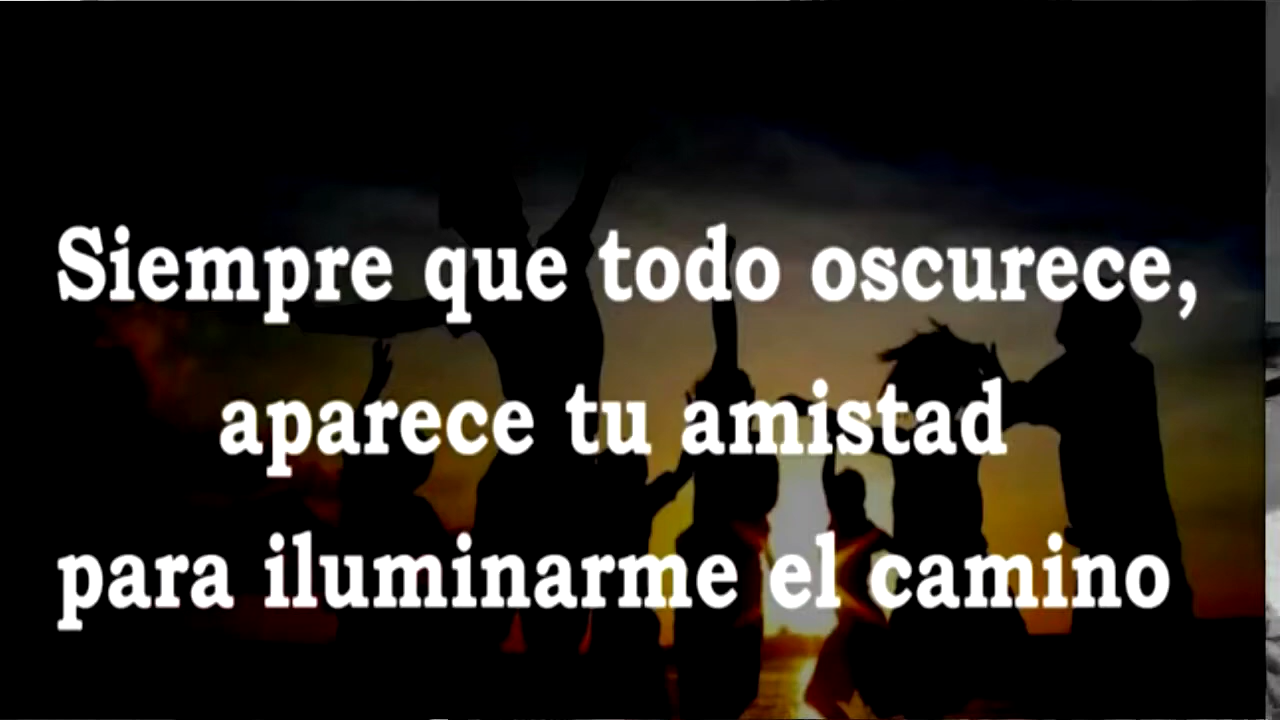 Siempre que todo oscurece,
aparece tu amistad
para iluminarme el camino